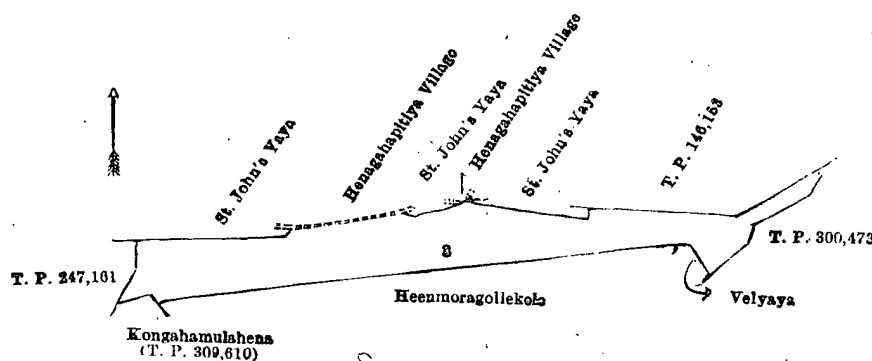 St. John's Yaya
Henagahapitiya Village
St. John's Yaya
Henagahapitiya Village
St. John's Yaya
T. P. 146,153
T. P. 247,161
8
T. P. 300,473
Heenmoragollekola
Velyaya
Kongahamulahena
(T. P. 309,610)